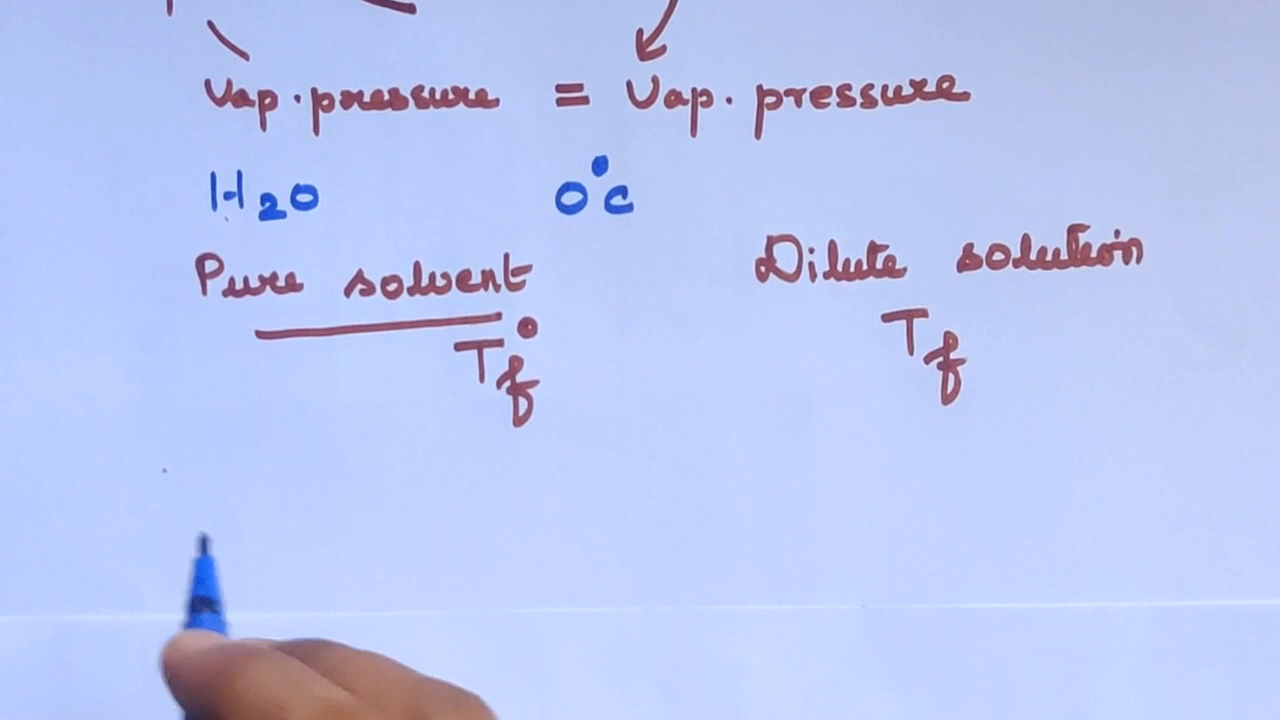 Vap. pressure = Vap. pressure
H₂O 0°C
Pure solvent Dilute solution
T°f Tf